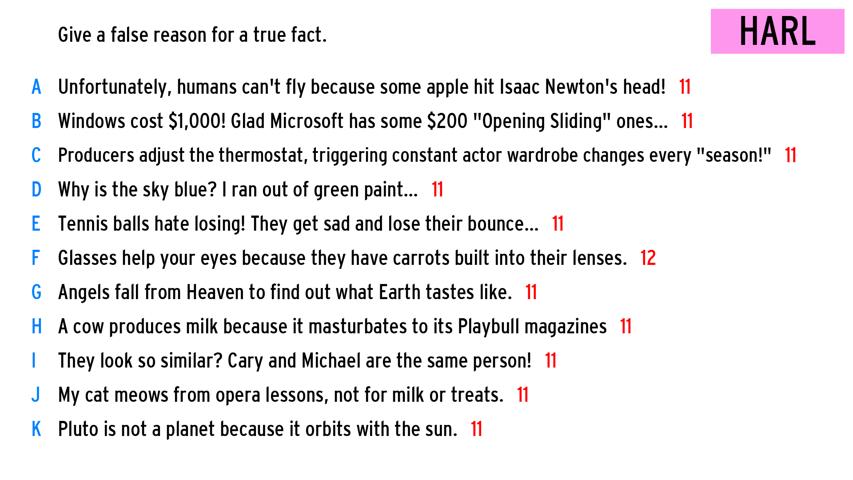 Give a false reason for a true fact.
HARL
A Unfortunately, humans can't fly because some apple hit Isaac Newton's head! 11
B Windows cost $1,000! Glad Microsoft has some $200 "Opening Sliding" ones... 11
C Producers adjust the thermostat, triggering constant actor wardrobe changes every "season!" 11
D Why is the sky blue? I ran out of green paint... 11
E Tennis balls hate losing! They get sad and lose their bounce... 11
F Glasses help your eyes because they have carrots built into their lenses. 12
G Angels fall from Heaven to find out what Earth tastes like. 11
H A cow produces milk because it masturbates to its Playbull magazines 11
I They look so similar? Cary and Michael are the same person! 11
J My cat meows from opera lessons, not for milk or treats. 11
K Pluto is not a planet because it orbits with the sun. 11